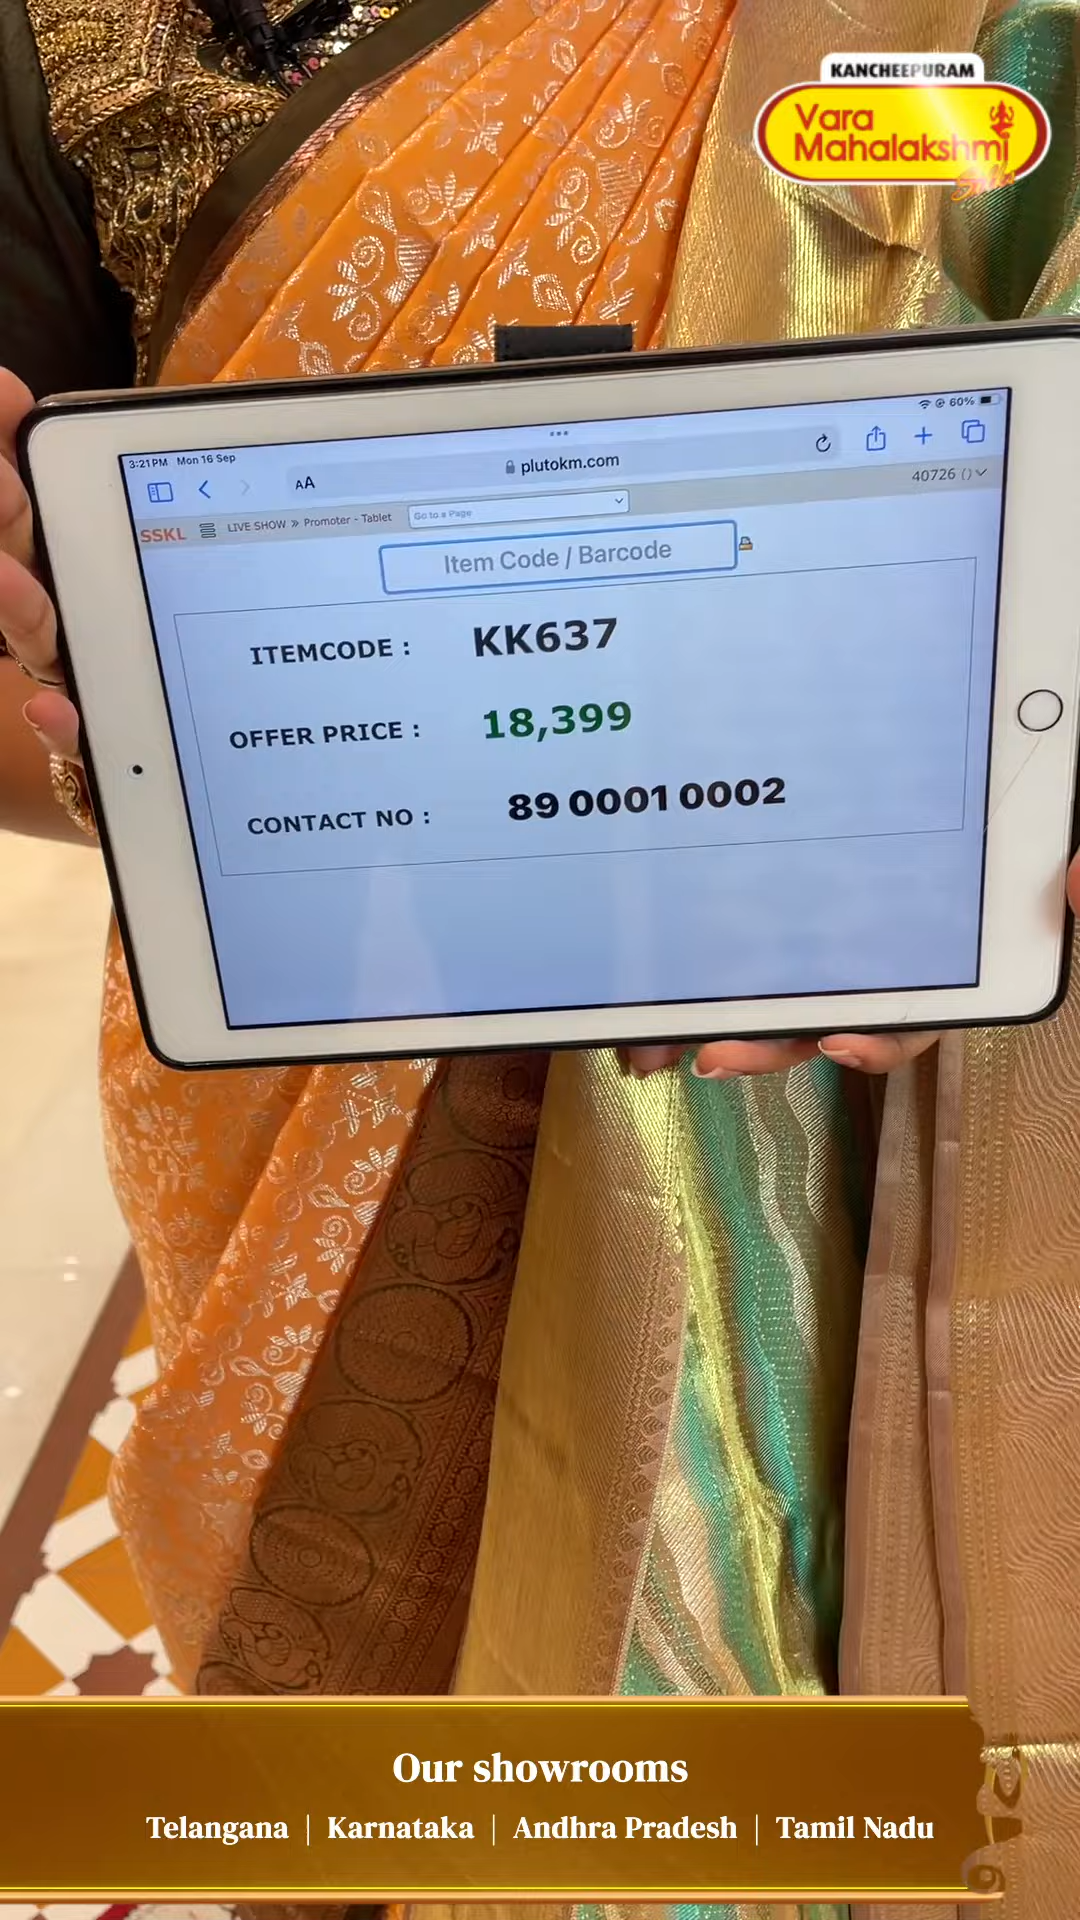 KANCHEEPURAM
Vara
Mahalakshmi
Silks
3:21 PM Mon 16 Sep
60%
AA
plutokm.com
40726 ()
SSKL
LIVE SHOW » Promoter - Tablet
Go to a Page
Item Code / Barcode
ITEMCODE : KK637
OFFER PRICE : 18,399
CONTACT NO : 89 0001 0002
Our showrooms
Telangana | Karnataka | Andhra Pradesh | Tamil Nadu